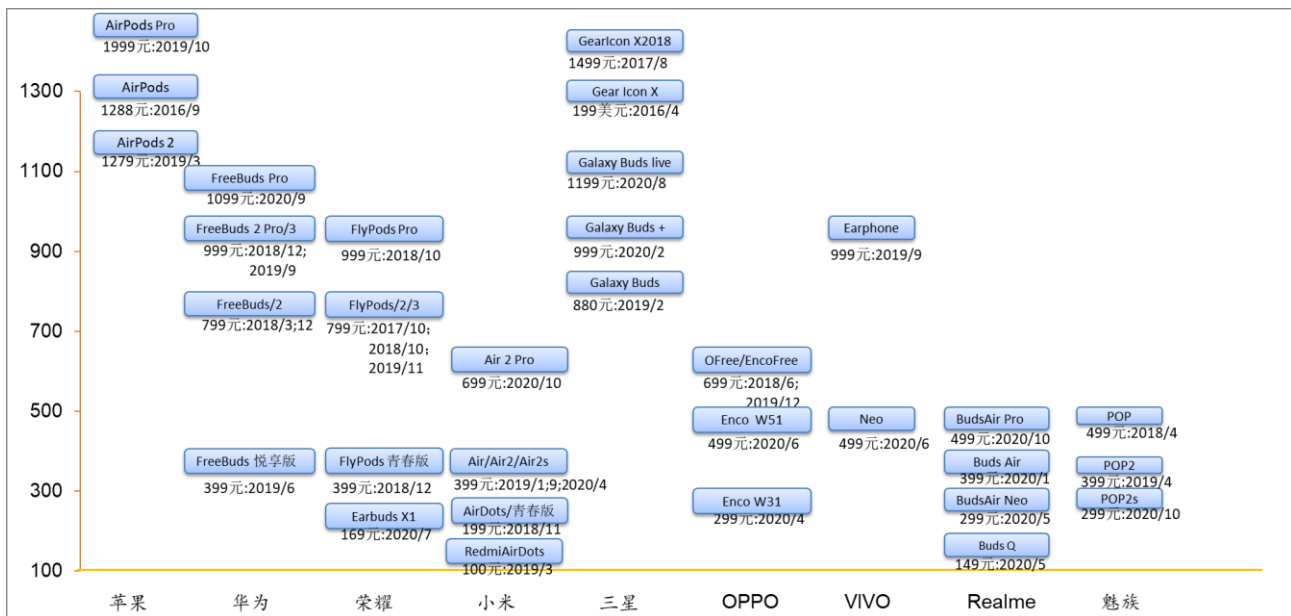 AirPods Pro
1999元:2019/10
1300
AirPods
1288元:2016/9
AirPods 2
1279元:2019/3
1100
FreeBuds Pro
1099元:2020/9
FreeBuds 2 Pro/3
999元:2018/12;
2019/9
900
FreeBuds/2
799元:2018/3;12
700
FreeBuds 悦享版
399元:2019/6
FlyPods Pro
999元:2018/10
FlyPods/2/3
799元:2017/10;
2018/10;
2019/11
FlyPods 青春版
399元:2018/12
Earbuds X1
169元:2020/7
Air 2 Pro
699元:2020/10
Air/Air2/Air2s
399元:2019/1;9;2020/4
AirDots/青春版
199元:2018/11
RedmiAirDots
100元:2019/3
GearIcon X2018
1499元:2017/8
Gear Icon X
199美元:2016/4
Galaxy Buds live
1199元:2020/8
Galaxy Buds +
999元:2020/2
Galaxy Buds
880元:2019/2
OFree/EncoFree
699元:2018/6;
2019/12
Enco W51
499元:2020/6
Enco W31
299元:2020/4
Earphone
999元:2019/9
Neo
499元:2020/6
BudsAir Pro
499元:2020/10
Buds Air
399元:2020/1
BudsAir Neo
299元:2020/5
Buds Q
149元:2020/5
POP
499元:2018/4
POP2
399元:2019/4
POP2s
299元:2020/10
500
300
100
苹果
华为
荣耀
小米
三星
OPPO
VIVO
Realme
魅族